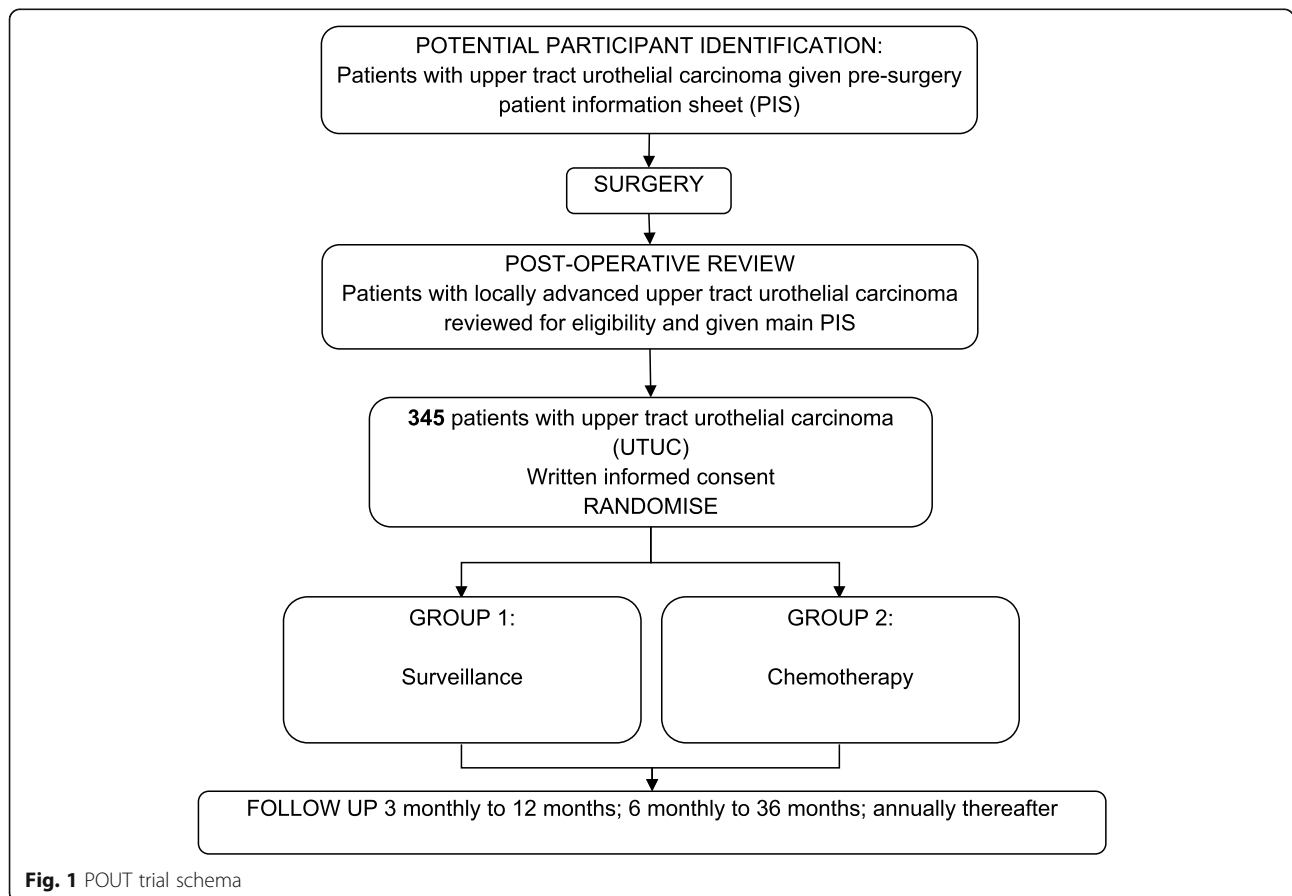 POTENTIAL PARTICIPANT IDENTIFICATION:
Patients with upper tract urothelial carcinoma given pre-surgery
patient information sheet (PIS)
SURGERY
POST-OPERATIVE REVIEW
Patients with locally advanced upper tract urothelial carcinoma
reviewed for eligibility and given main PIS
345 patients with upper tract urothelial carcinoma
(UTUC)
Written informed consent
RANDOMISE
GROUP 1:
Surveillance
GROUP 2:
Chemotherapy
FOLLOW UP 3 monthly to 12 months; 6 monthly to 36 months; annually thereafter
Fig. 1 POUT trial schema